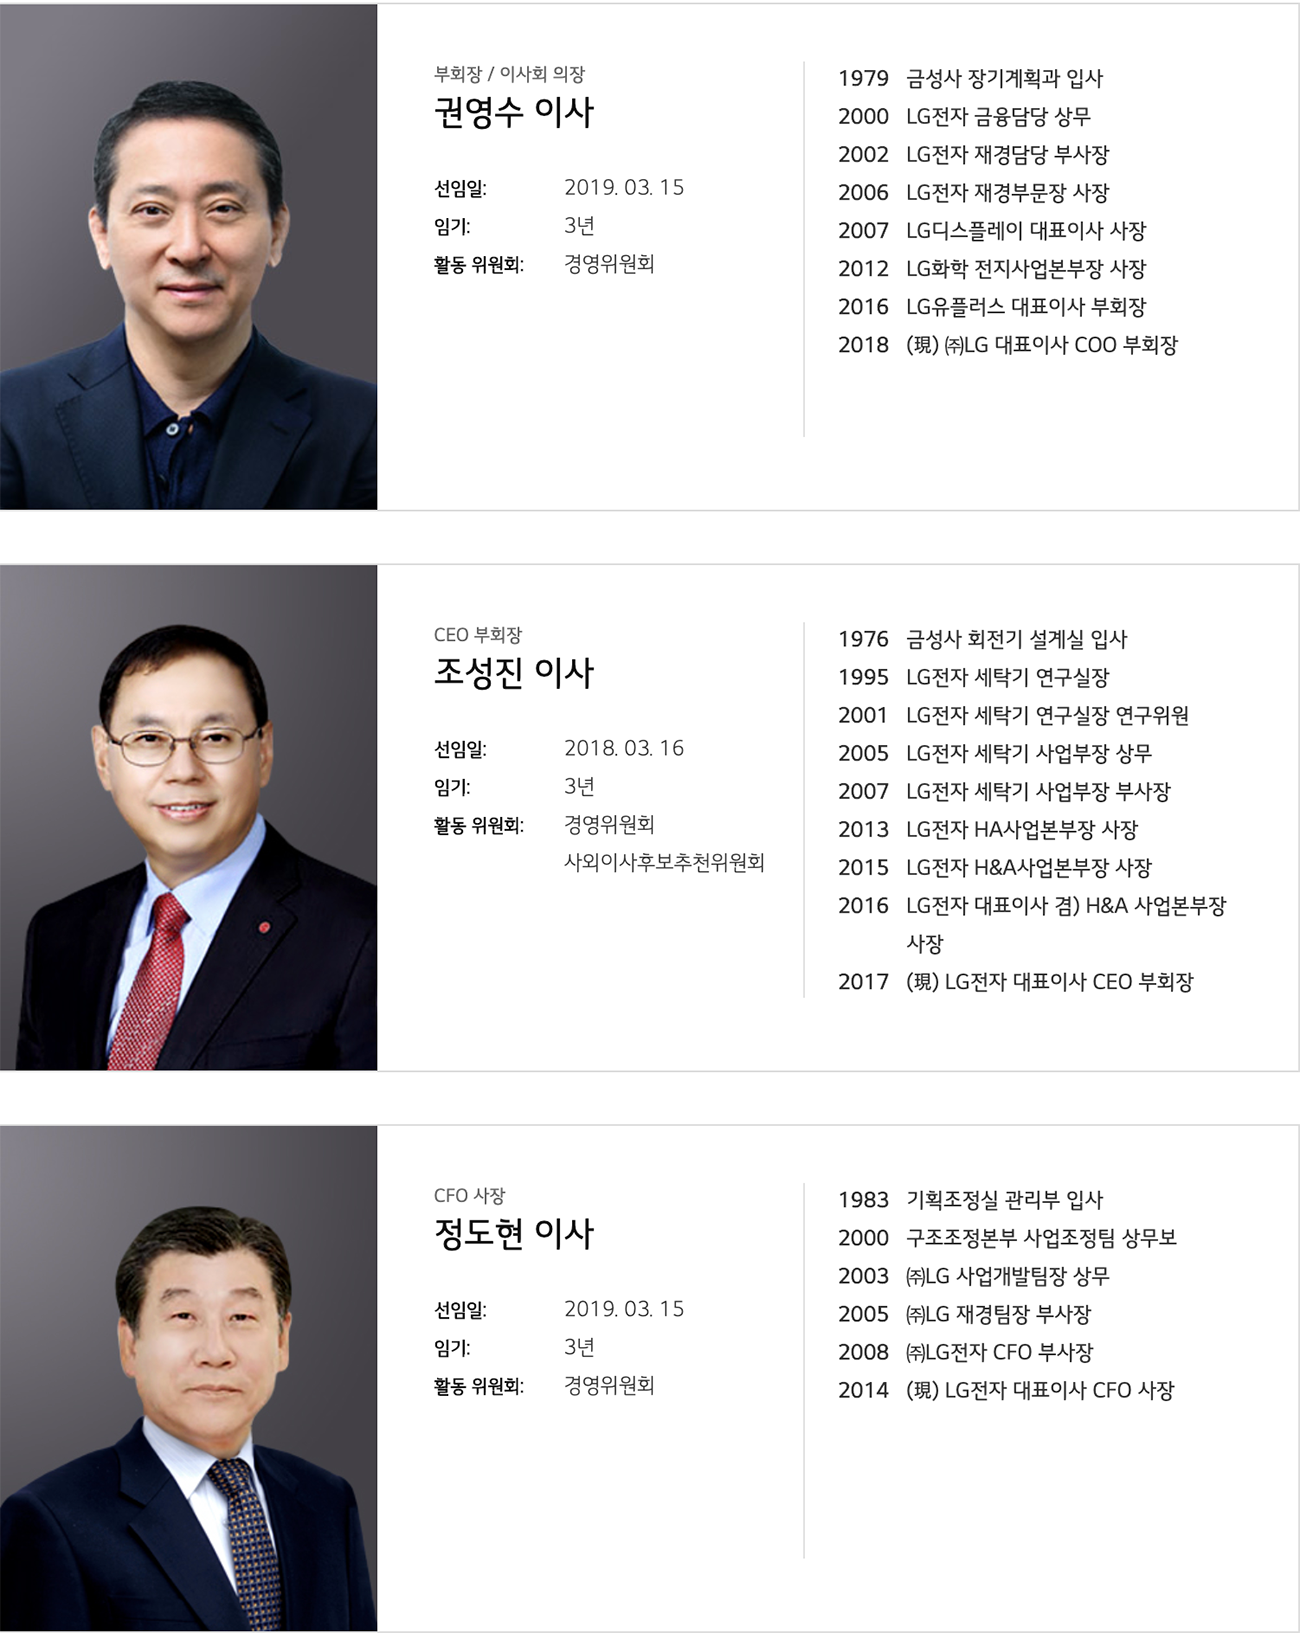 부회장 / 이사회 의장
권영수 이사
선임일: 2019. 03. 15
임기: 3년
활동 위원회: 경영위원회
1979 금성사 장기계획과 입사
2000 LG전자 금융담당 상무
2002 LG전자 재경담당 부사장
2006 LG전자 재경부문장 사장
2007 LG디스플레이 대표이사 사장
2012 LG화학 전지사업본부장 사장
2016 LG유플러스 대표이사 부회장
2018 (現) ㈜LG 대표이사 COO 부회장
CEO 부회장
조성진 이사
선임일: 2018. 03. 16
임기: 3년
활동 위원회: 경영위원회
사외이사후보추천위원회
1976 금성사 회전기 설계실 입사
1995 LG전자 세탁기 연구실장
2001 LG전자 세탁기 연구실장 연구위원
2005 LG전자 세탁기 사업부장 상무
2007 LG전자 세탁기 사업부장 부사장
2013 LG전자 HA사업본부장 사장
2015 LG전자 H&A사업본부장 사장
2016 LG전자 대표이사 겸) H&A 사업본부장
사장
2017 (現) LG전자 대표이사 CEO 부회장
CFO 사장
정도현 이사
선임일: 2019. 03. 15
임기: 3년
활동 위원회: 경영위원회
1983 기획조정실 관리부 입사
2000 구조조정본부 사업조정팀 상무보
2003 ㈜LG 사업개발팀장 상무
2005 ㈜LG 재경팀장 부사장
2008 ㈜LG전자 CFO 부사장
2014 (現) LG전자 대표이사 CFO 사장